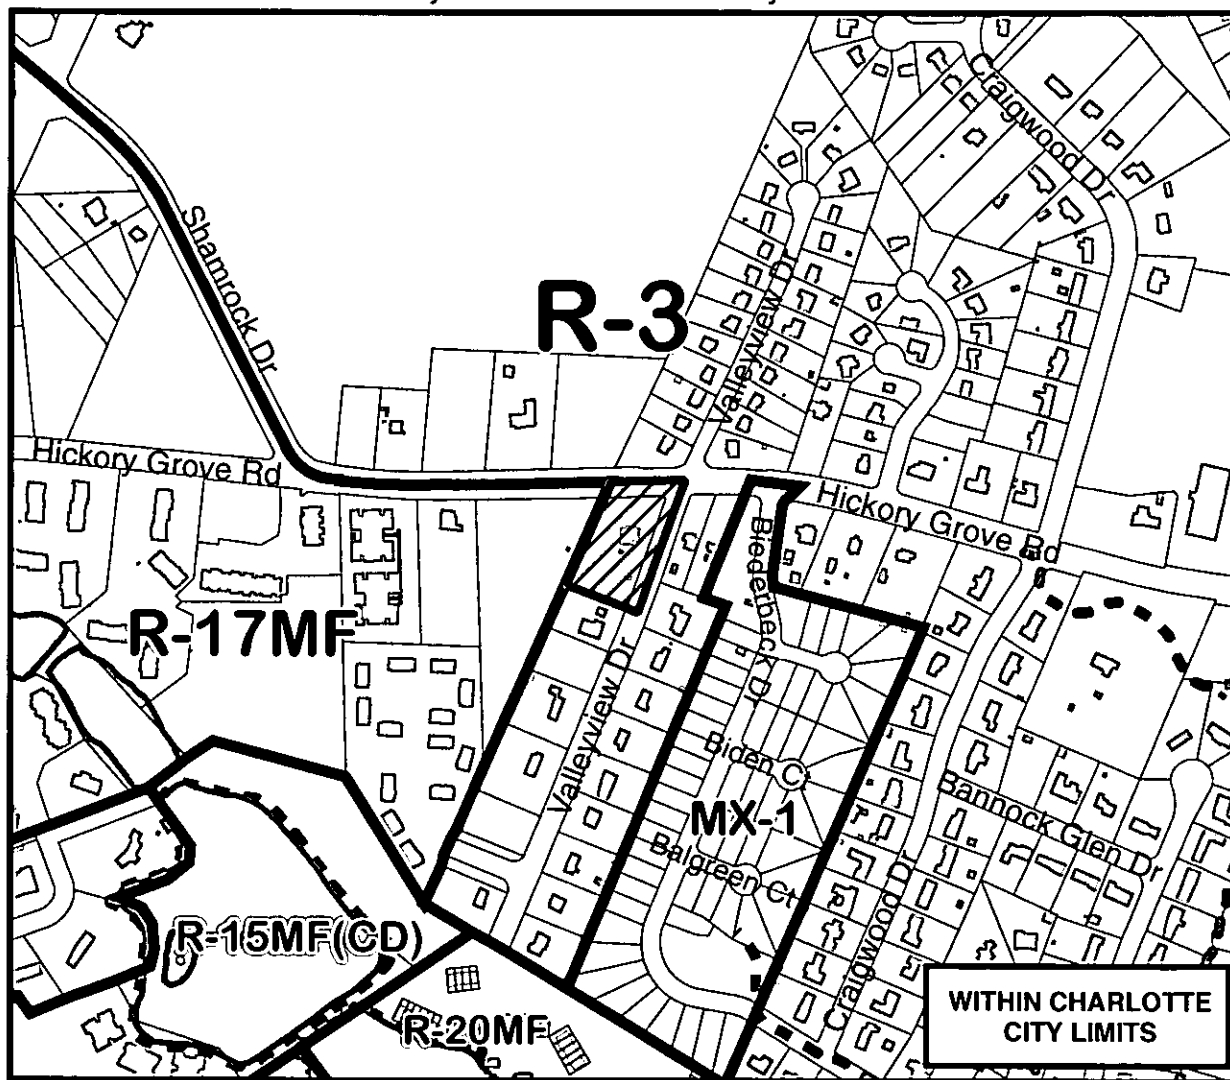 Craigwood Dr
Shamrock Dr
R-3
Valleyview Dr
Hickory Grove Rd
Hickory Grove Rd
Biederbeck Dr
R-17MF
Valleyview Dr
Biden Ct
MX-1
Bannock Glen Dr
Balgreen Ct
R-15MF(CD)
Craigwood Dr
R-20MF
WITHIN CHARLOTTE
CITY LIMITS